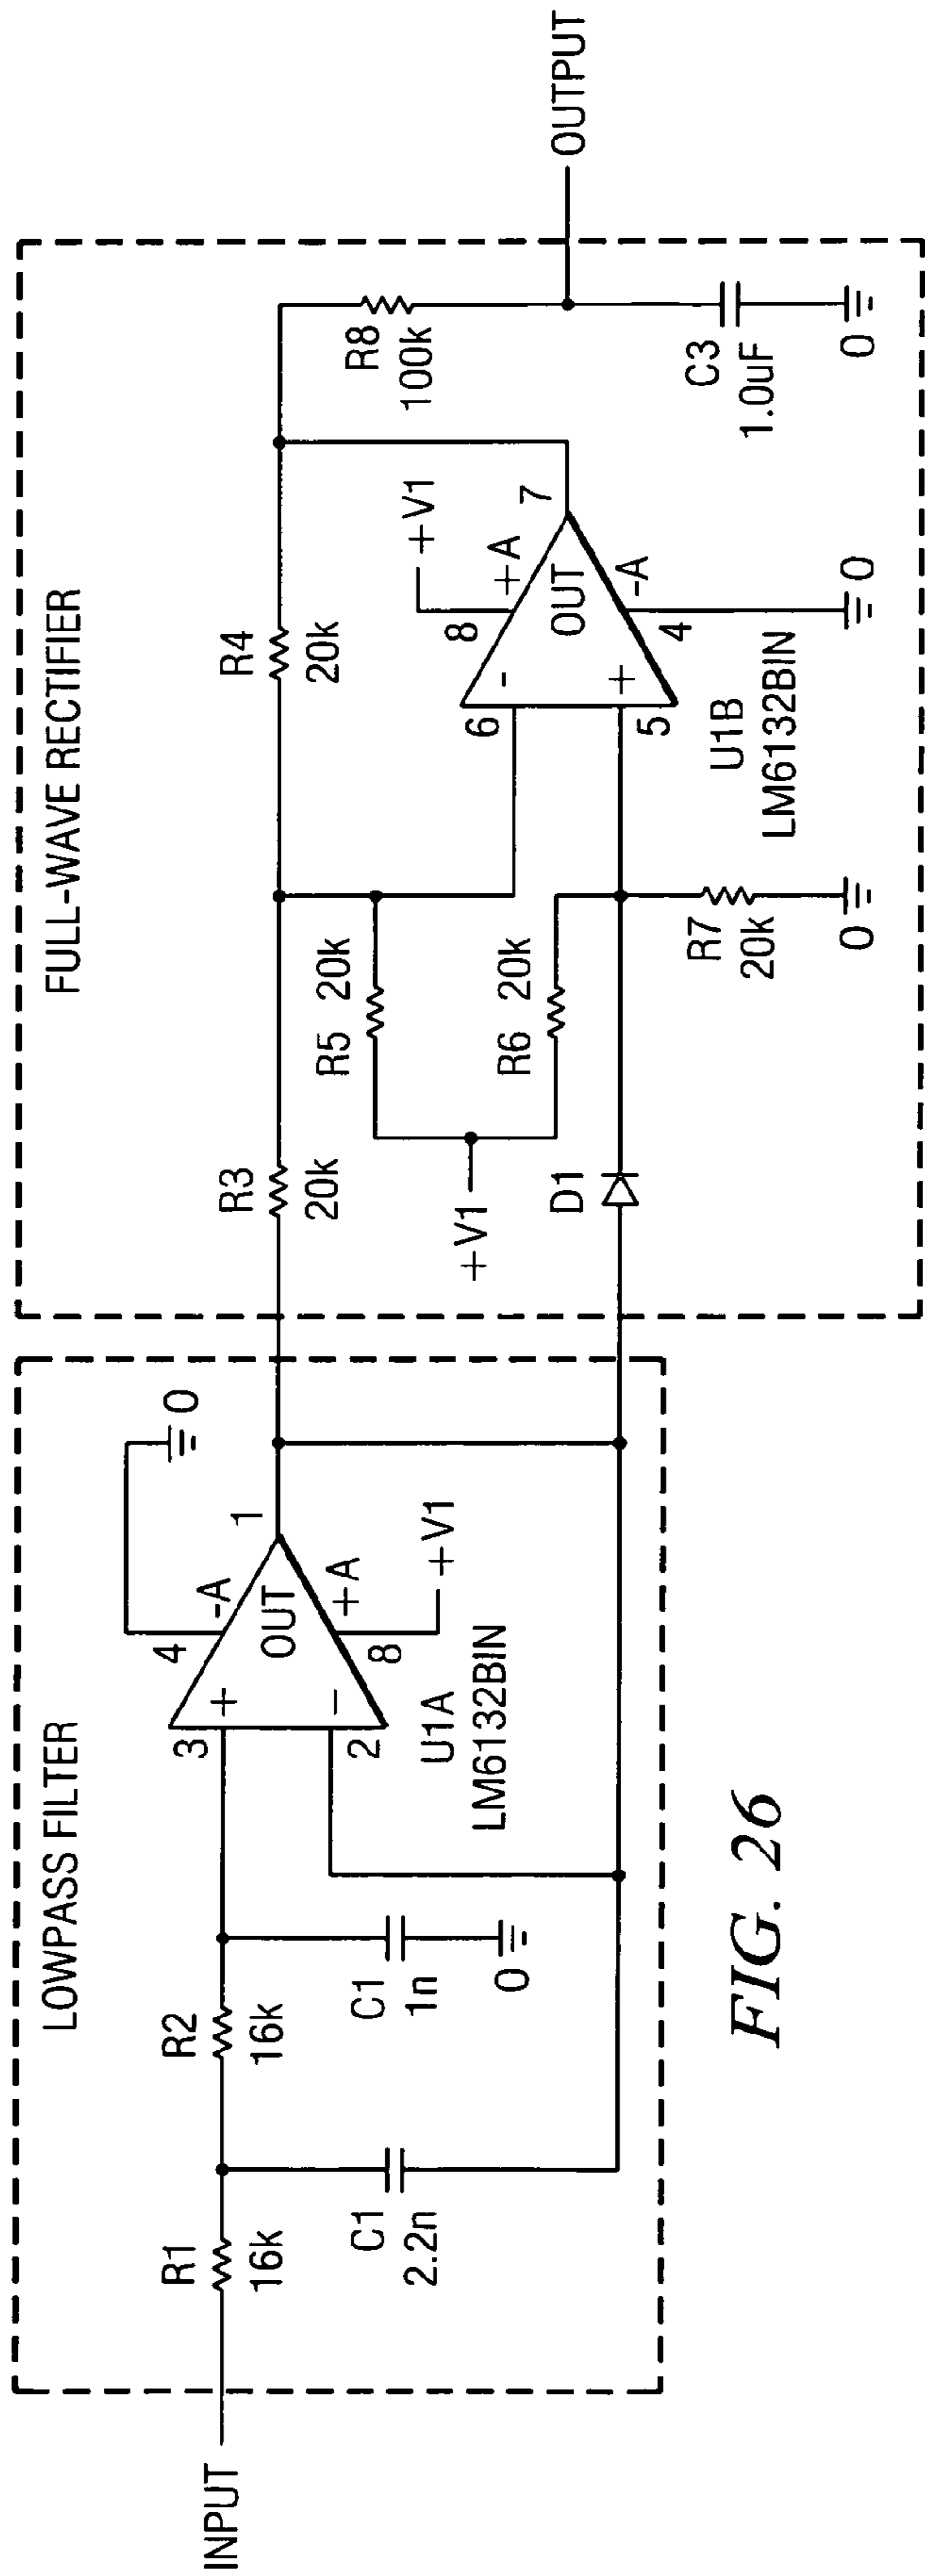 LOWPASS FILTER
INPUT
R1
16k
R2
16k
C1
2.2n
C1
1n
0
3
+
2
−
4
-A
0
OUT
1
+A
8
+V1
U1A
LM6132BIN
FULL-WAVE RECTIFIER
R3
20k
R4
20k
R5 20k
R6 20k
+V1
D1
R7
20k
0
6
-
5
+
8
+A
+V1
OUT
7
-A
4
0
U1B
LM6132BIN
R8
100k
C3
1.0uF
0
OUTPUT
FIG. 26